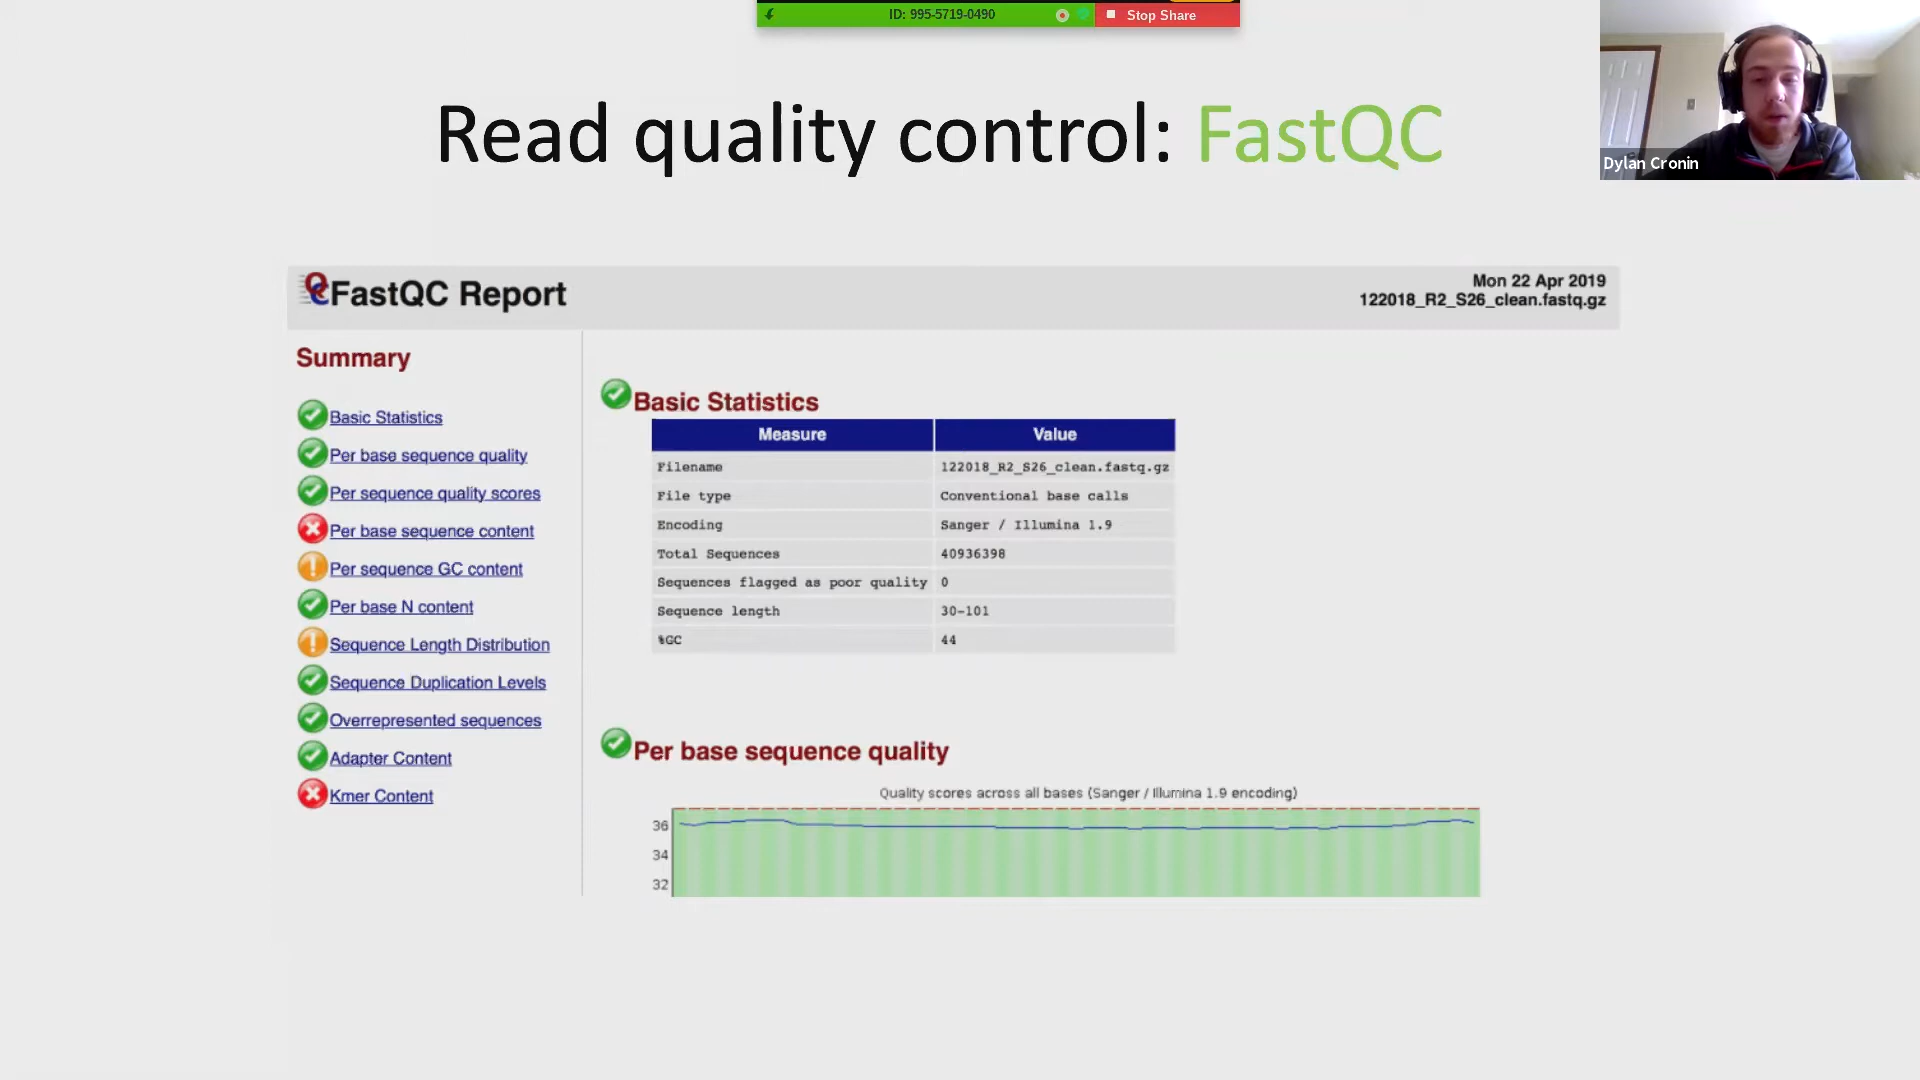 ID: 995-5719-0490
Stop Share
Dylan Cronin
Read quality control: FastQC
FastQC Report
Mon 22 Apr 2019
122018_R2_S26_clean.fastq.gz
Summary
Basic Statistics
Per base sequence quality
Per sequence quality scores
Per base sequence content
Per sequence GC content
Per base N content
Sequence Length Distribution
Sequence Duplication Levels
Overrepresented sequences
Adapter Content
Kmer Content
Basic Statistics
Measure Value
Filename 122018_R2_S26_clean.fastq.gz
File type Conventional base calls
Encoding Sanger / Illumina 1.9
Total Sequences 40936398
Sequences flagged as poor quality 0
Sequence length 30-101
%GC 44
Per base sequence quality
Quality scores across all bases (Sanger / Illumina 1.9 encoding)
36
34
32